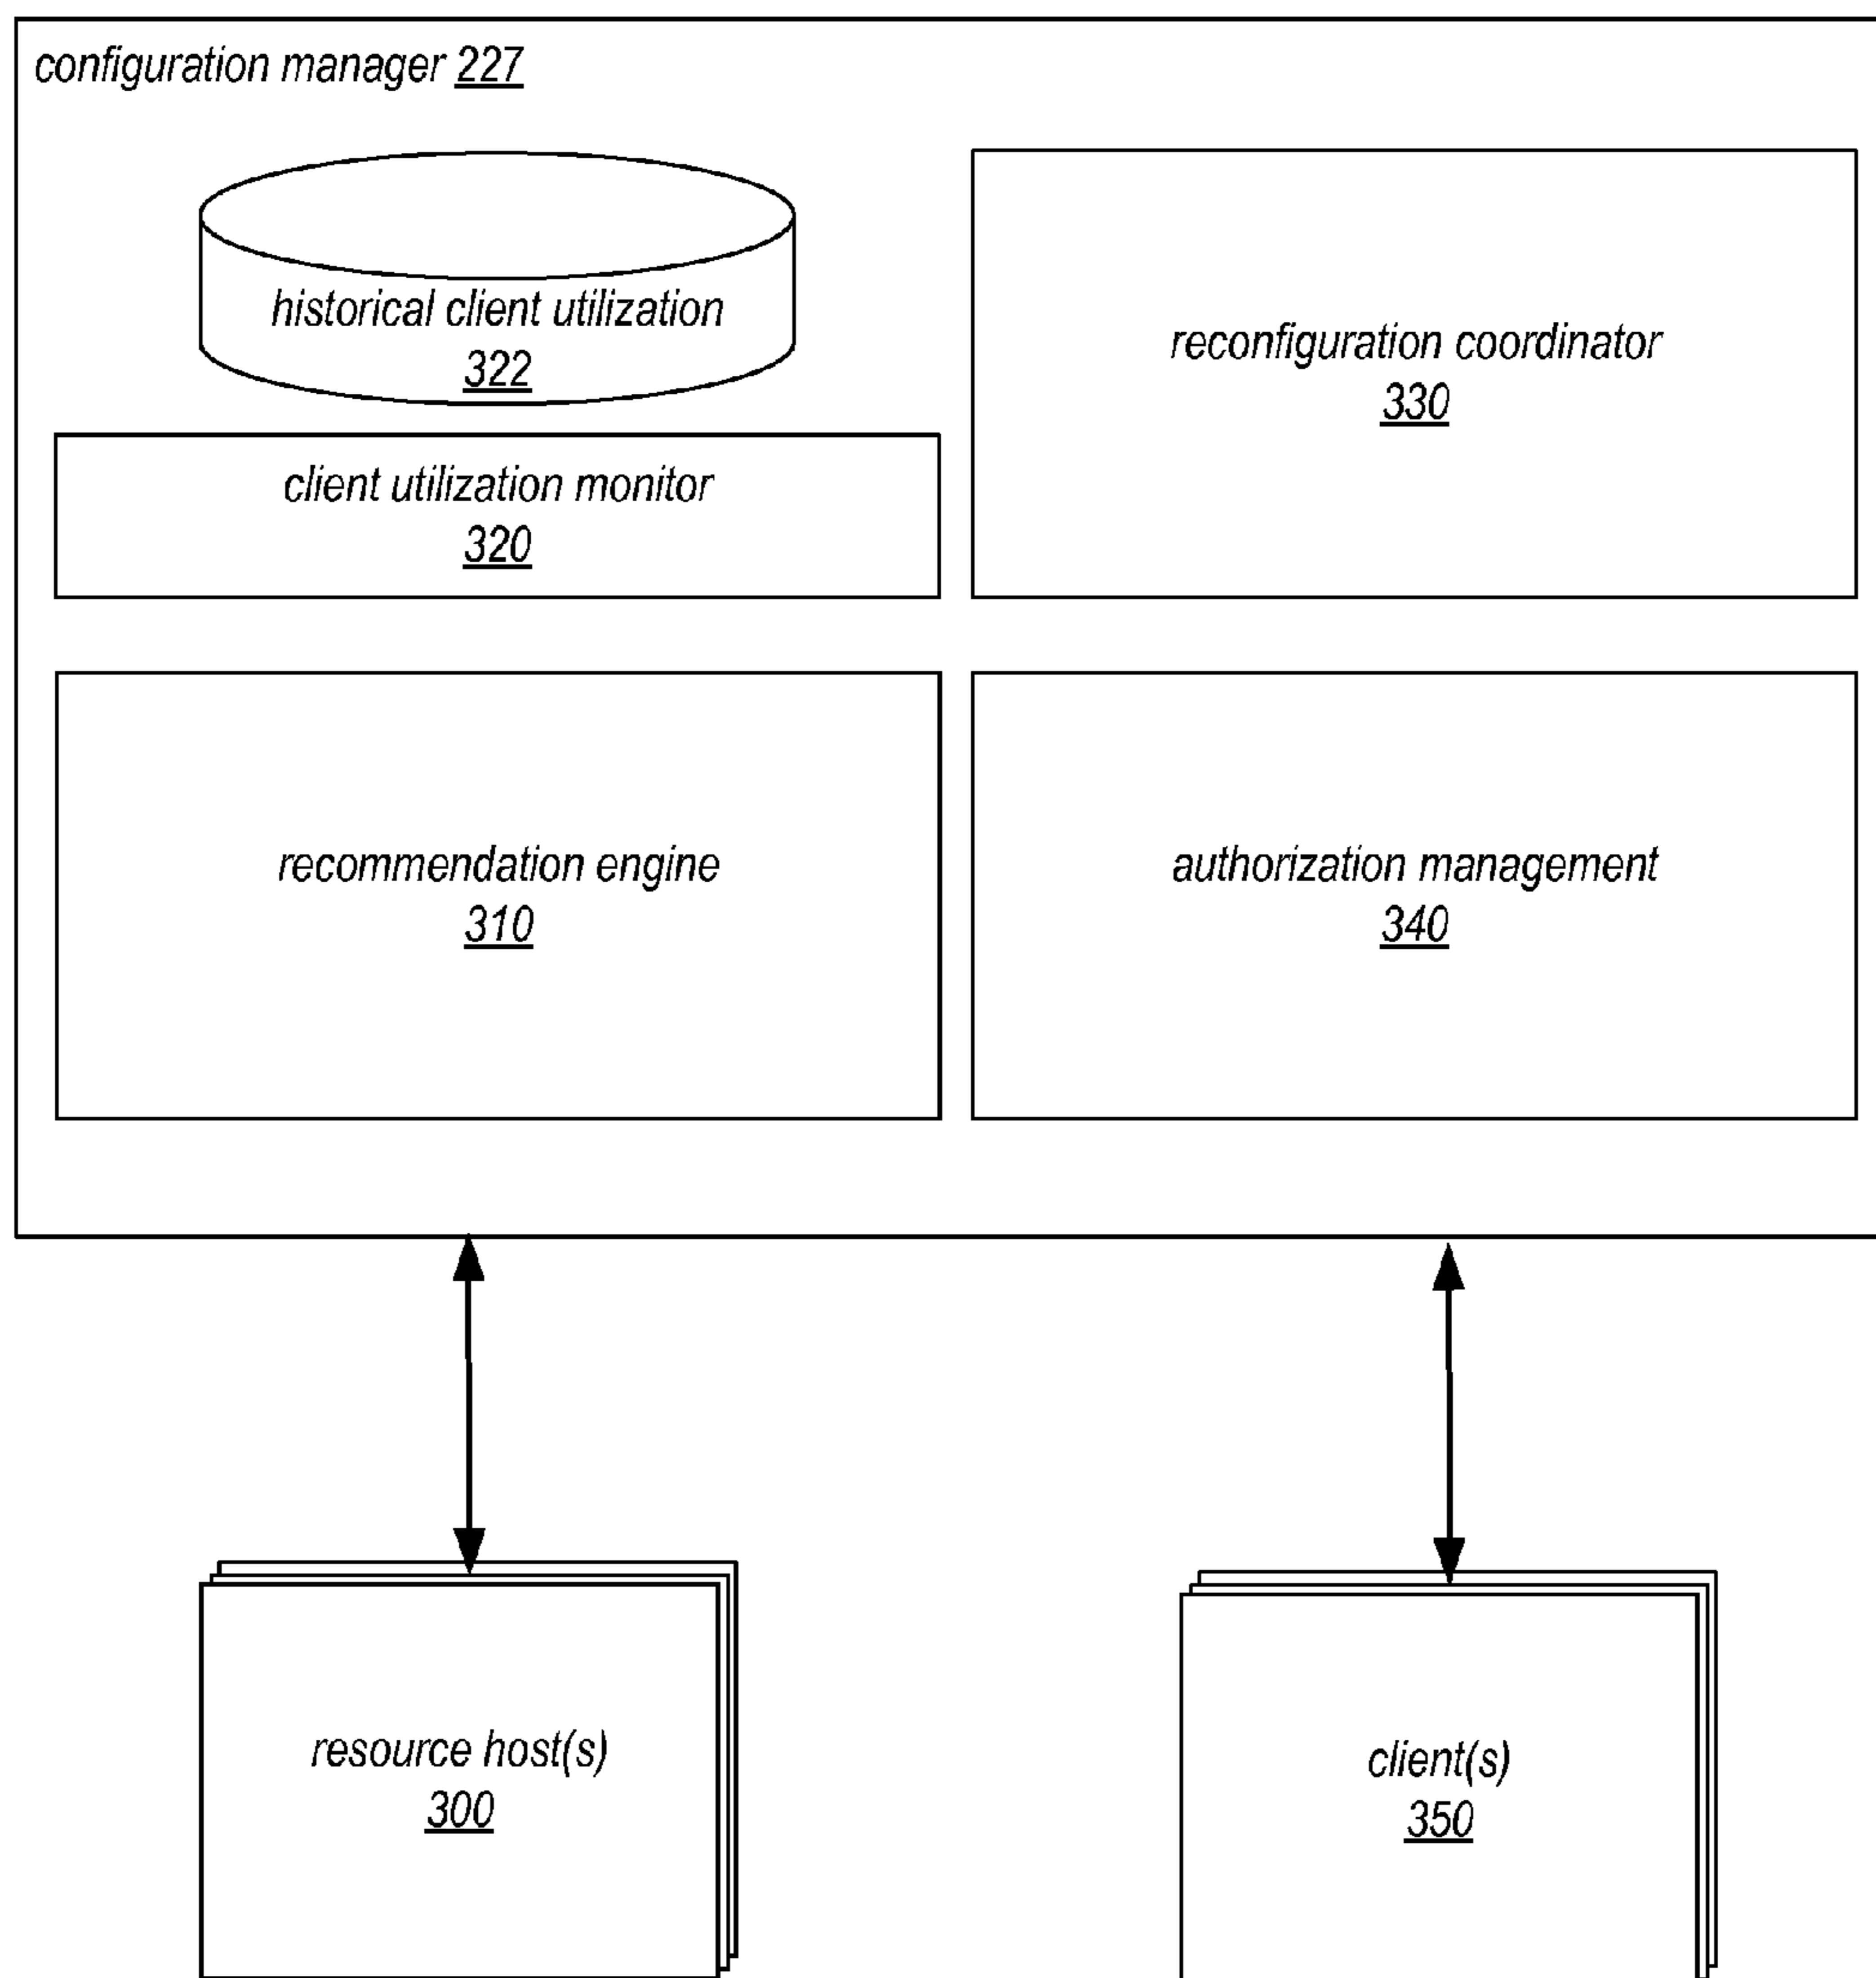 configuration manager 227
historical client utilization
322
client utilization monitor
320
reconfiguration coordinator
330
recommendation engine
310
authorization management
340
resource host(s)
300
client(s)
350